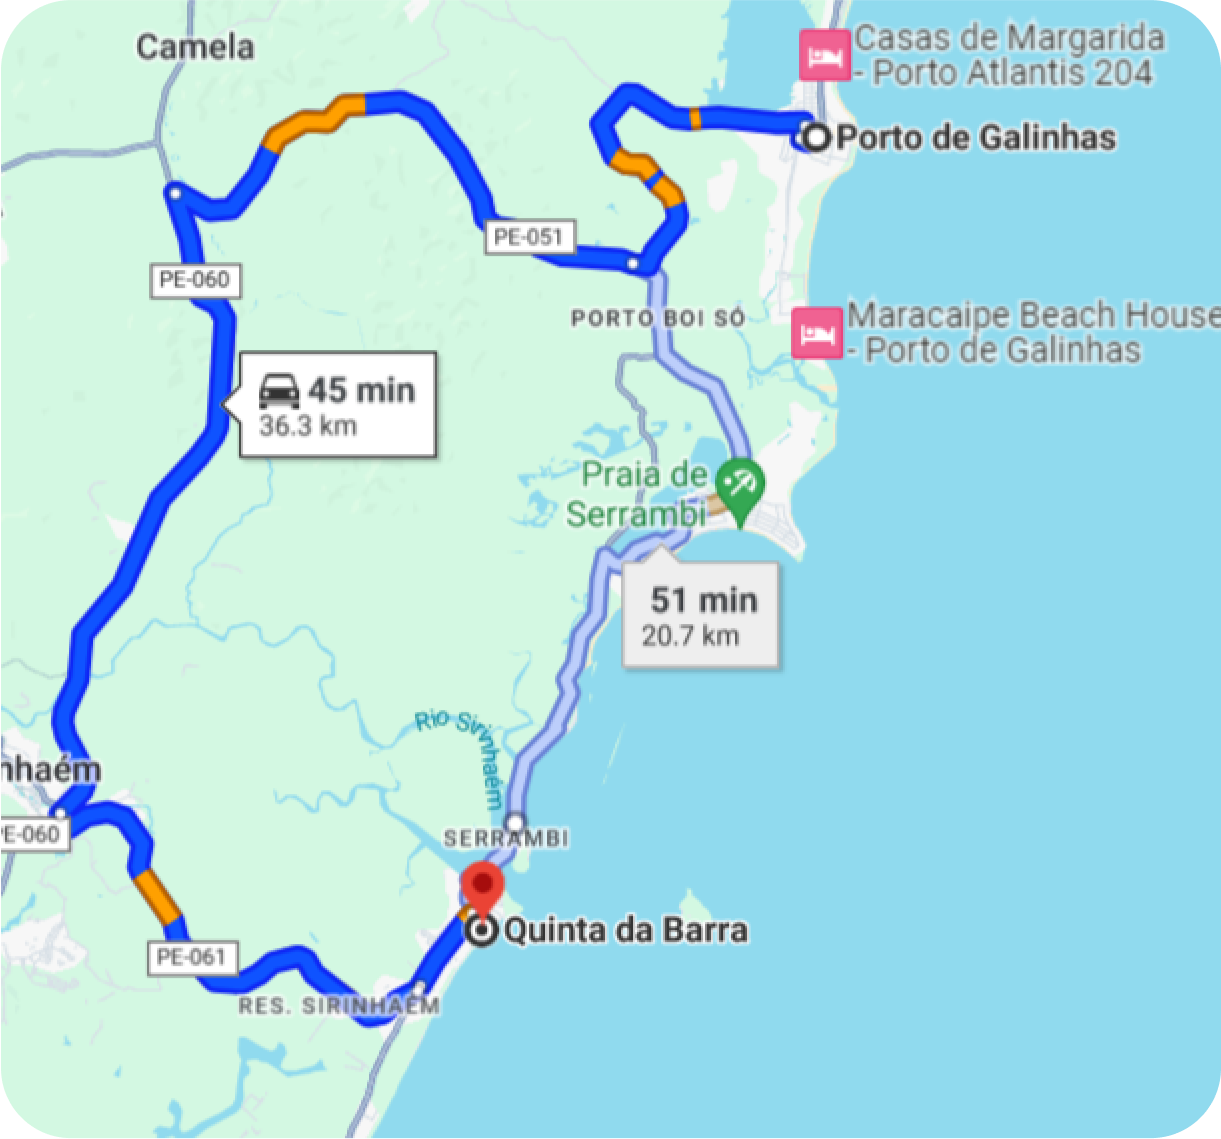 Camela
Casas de Margarida
- Porto Atlantis 204
Porto de Galinhas
PE-051
PE-060
PORTO BOI SÓ
Maracaipe Beach House
- Porto de Galinhas
45 min
36.3 km
Praia de
Serrambi
51 min
20.7 km
Rio Sirinhaém
nhaém
PE-060
SERRAMBI
Quinta da Barra
PE-061
RES. SIRINHAÉM